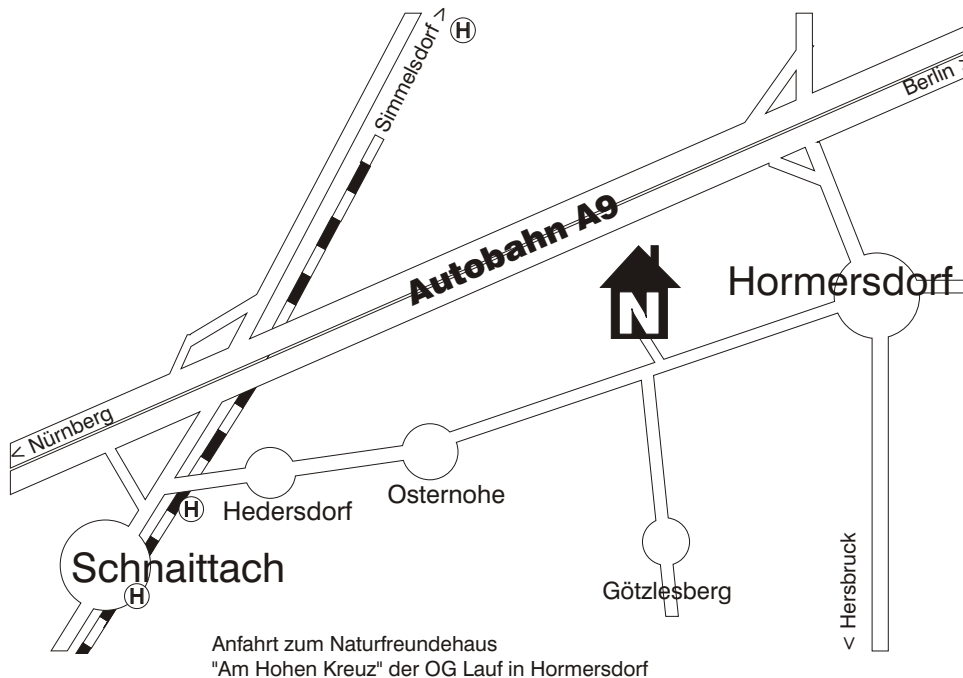 Simmelsdorf >
H
Berlin >
Autobahn A9
N
Hormersdorf
< Nürnberg
Hedersdorf
Osternohe
H
Schnaittach
H
Götzlesberg
< Hersbruck
Anfahrt zum Naturfreundehaus
"Am Hohen Kreuz" der OG Lauf in Hormersdorf